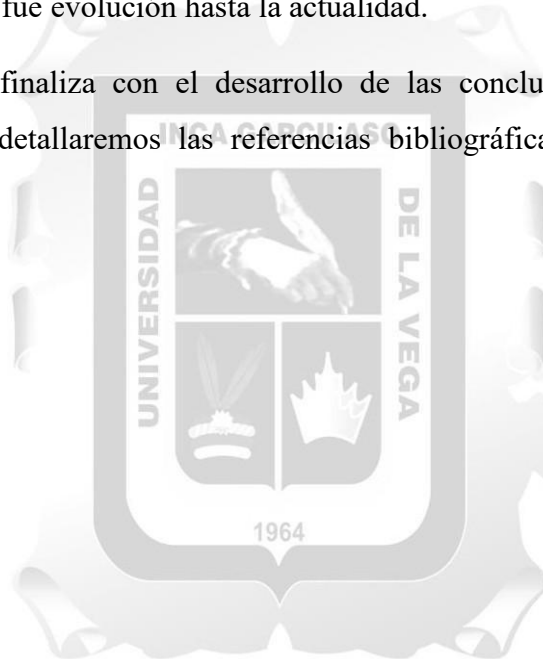 fue evolución hasta la actualidad.
finaliza con el desarrollo de las conclu
detallaremos las referencias bibliográfica
INCA GARCILASO
UNIVERSIDAD
DE LA VEGA
1964